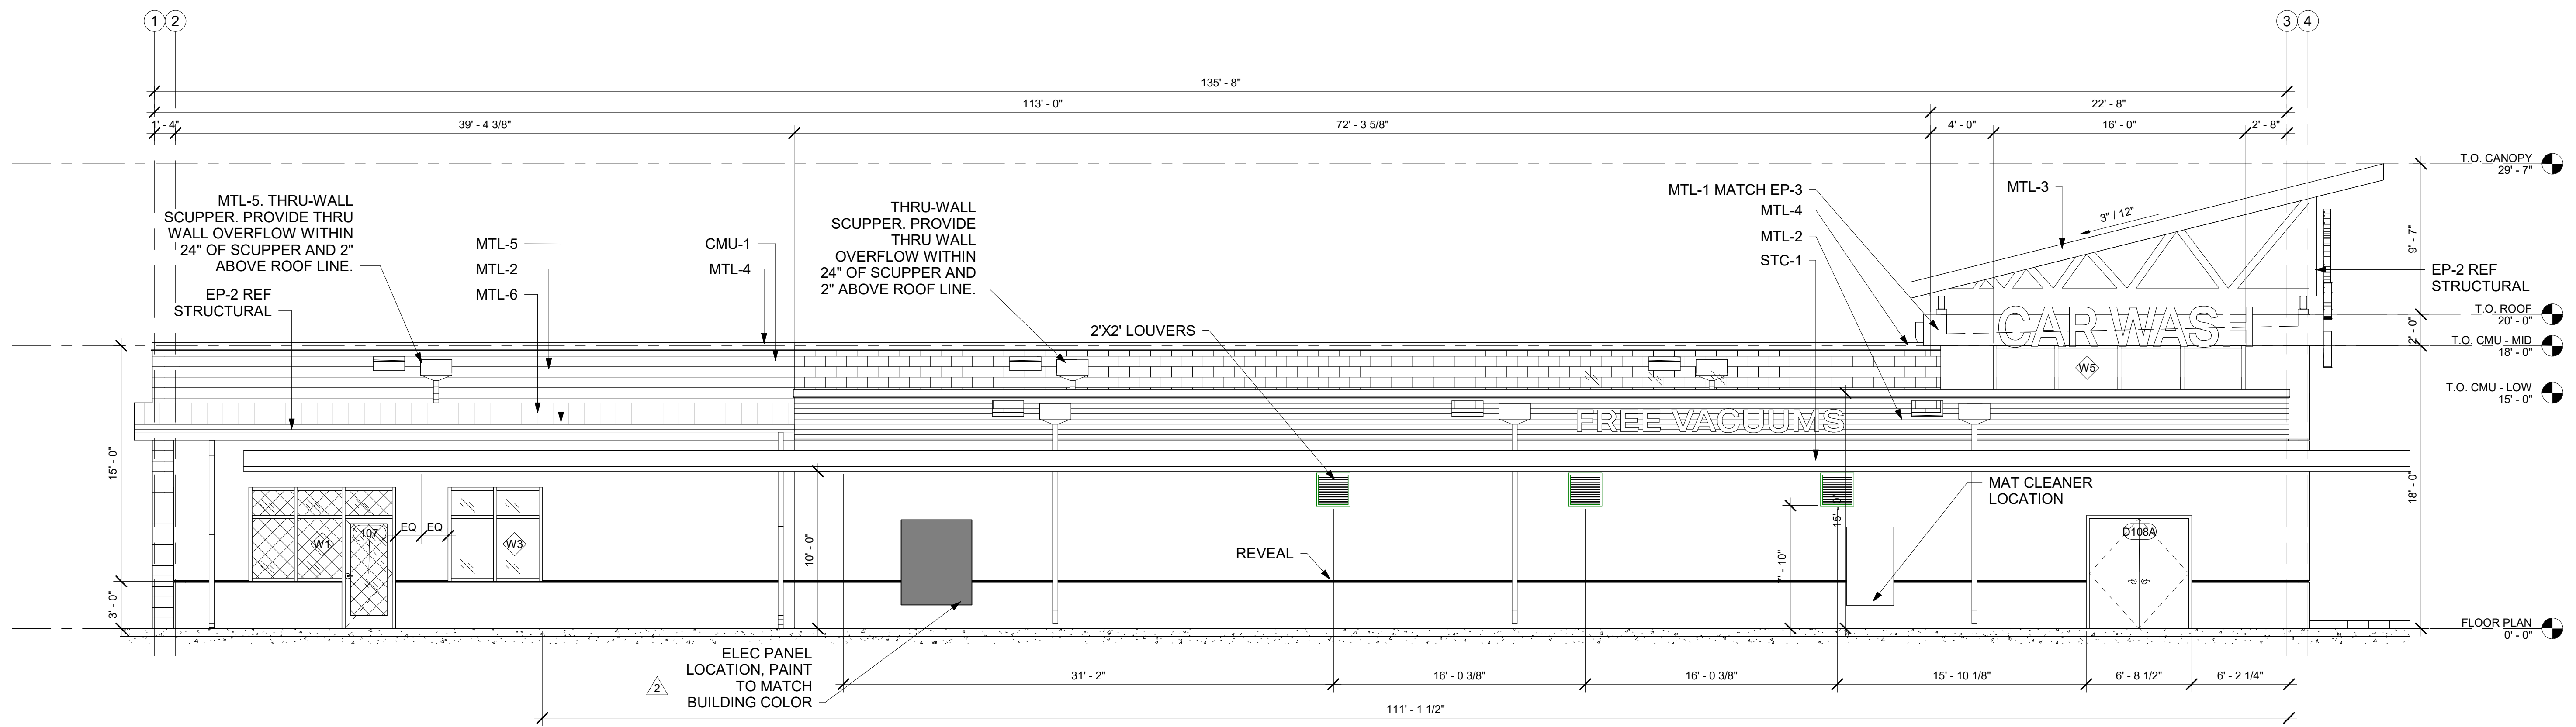 1 2 3 4
135' - 8"
113' - 0" 22' - 8"
1' - 4" 39' - 4 3/8" 72' - 3 5/8" 4' - 0" 16' - 0" 2' - 8"
T.O. CANOPY
29' - 7"
MTL-5. THRU-WALL
SCUPPER. PROVIDE THRU
WALL OVERFLOW WITHIN
24" OF SCUPPER AND 2"
ABOVE ROOF LINE.
EP-2 REF
STRUCTURAL
MTL-5
MTL-2
MTL-6
CMU-1
MTL-4
THRU-WALL
SCUPPER. PROVIDE
THRU WALL
OVERFLOW WITHIN
24" OF SCUPPER AND
2" ABOVE ROOF LINE.
2'X2' LOUVERS
MTL-1 MATCH EP-3
MTL-4
MTL-2
STC-1
MTL-3
3" / 12"
9' - 7"
EP-2 REF
STRUCTURAL
T.O. ROOF
20' - 0"
2' - 0"
T.O. CMU - MID
18' - 0"
T.O. CMU - LOW
15' - 0"
CAR WASH
W5
FREE VACUUMS
15' - 0"
3' - 0"
W1
107
EQ EQ
W3
10' - 0"
REVEAL
7' - 10"
15' - 0"
MAT CLEANER
LOCATION
D108A
18' - 0"
FLOOR PLAN
0' - 0"
2
ELEC PANEL
LOCATION, PAINT
TO MATCH
BUILDING COLOR
31' - 2" 16' - 0 3/8" 16' - 0 3/8" 15' - 10 1/8" 6' - 8 1/2" 6' - 2 1/4"
111' - 1 1/2"